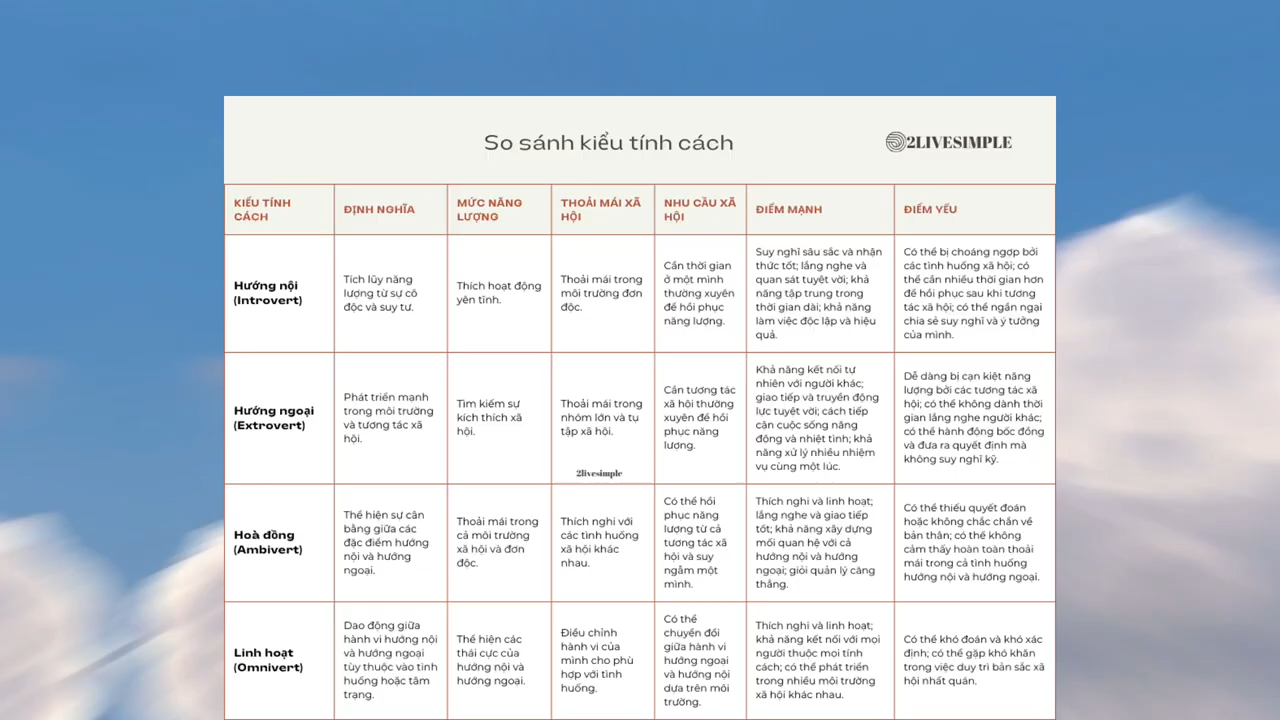 So sánh kiểu tính cách
2LIVESIMPLE
KIỂU TÍNH
CÁCH
ĐỊNH NGHĨA
MỨC NĂNG
LƯỢNG
THOẢI MÁI XÃ
HỘI
NHU CẦU XÃ
HỘI
ĐIỂM MẠNH
ĐIỂM YẾU
Hướng nội
(Introvert)
Tích lũy năng
lượng từ sự cô
độc và suy tư.
Thích hoạt động
yên tĩnh.
Thoải mái trong
môi trường đơn
độc.
Cần thời gian
ở một mình
thường xuyên
để hồi phục
năng lượng.
Suy nghĩ sâu sắc và nhận
thức tốt; lắng nghe và
quan sát tuyệt vời; khả
năng tập trung trong
thời gian dài; khả năng
làm việc độc lập và hiệu
quả.
Có thể bị choáng ngợp bởi
các tình huống xã hội; có
thể cần nhiều thời gian hơn
để hồi phục sau khi tương
tác xã hội; có thể ngần ngại
chia sẻ suy nghĩ và ý tưởng
của mình.
Hướng ngoại
(Extrovert)
Phát triển mạnh
trong môi trường
và tương tác xã
hội.
Tìm kiếm sự
kích thích xã
hội.
Thoải mái trong
nhóm lớn và tụ
tập xã hội.
2livesimple
Cần tương tác
xã hội thường
xuyên để hồi
phục năng
lượng.
Khả năng kết nối tự
nhiên với người khác;
giao tiếp và truyền động
lực tuyệt vời; cách tiếp
cận cuộc sống năng
động và nhiệt tình; khả
năng xử lý nhiều nhiệm
vụ cùng một lúc.
Dễ dàng bị cạn kiệt năng
lượng bởi các tương tác xã
hội; có thể không dành thời
gian lắng nghe người khác;
có thể hành động bốc đồng
và đưa ra quyết định mà
không suy nghĩ kỹ.
Hoà đồng
(Ambivert)
Thể hiện sự cân
bằng giữa các
đặc điểm hướng
nội và hướng
ngoại.
Thoải mái trong
cả môi trường
xã hội và đơn
độc.
Thích nghi với
các tình huống
xã hội khác
nhau.
Có thể hồi
phục năng
lượng từ cả
tương tác xã
hội và suy
ngẫm một
mình.
Thích nghi và linh hoạt;
lắng nghe và giao tiếp
tốt; khả năng xây dựng
mối quan hệ với cả
hướng nội và hướng
ngoại; giỏi quản lý căng
thẳng.
Có thể thiếu quyết đoán
hoặc không chắc chắn về
bản thân; có thể không
cảm thấy hoàn toàn thoải
mái trong cả tình huống
hướng nội và hướng ngoại.
Linh hoạt
(Omnivert)
Dao động giữa
hành vi hướng nội
và hướng ngoại
tùy thuộc vào tình
huống hoặc tâm
trạng.
Thể hiện các
thái cực của
hướng nội và
hướng ngoại.
Điều chỉnh
hành vi của
mình cho phù
hợp với tình
huống.
Có thể
chuyển đổi
giữa hành vi
hướng ngoại
và hướng nội
dựa trên môi
trường.
Thích nghi và linh hoạt;
khả năng kết nối với mọi
người thuộc mọi tính
cách; có thể phát triển
trong nhiều môi trường
xã hội khác nhau.
Có thể khó đoán và khó xác
định; có thể gặp khó khăn
trong việc duy trì bản sắc xã
hội nhất quán.